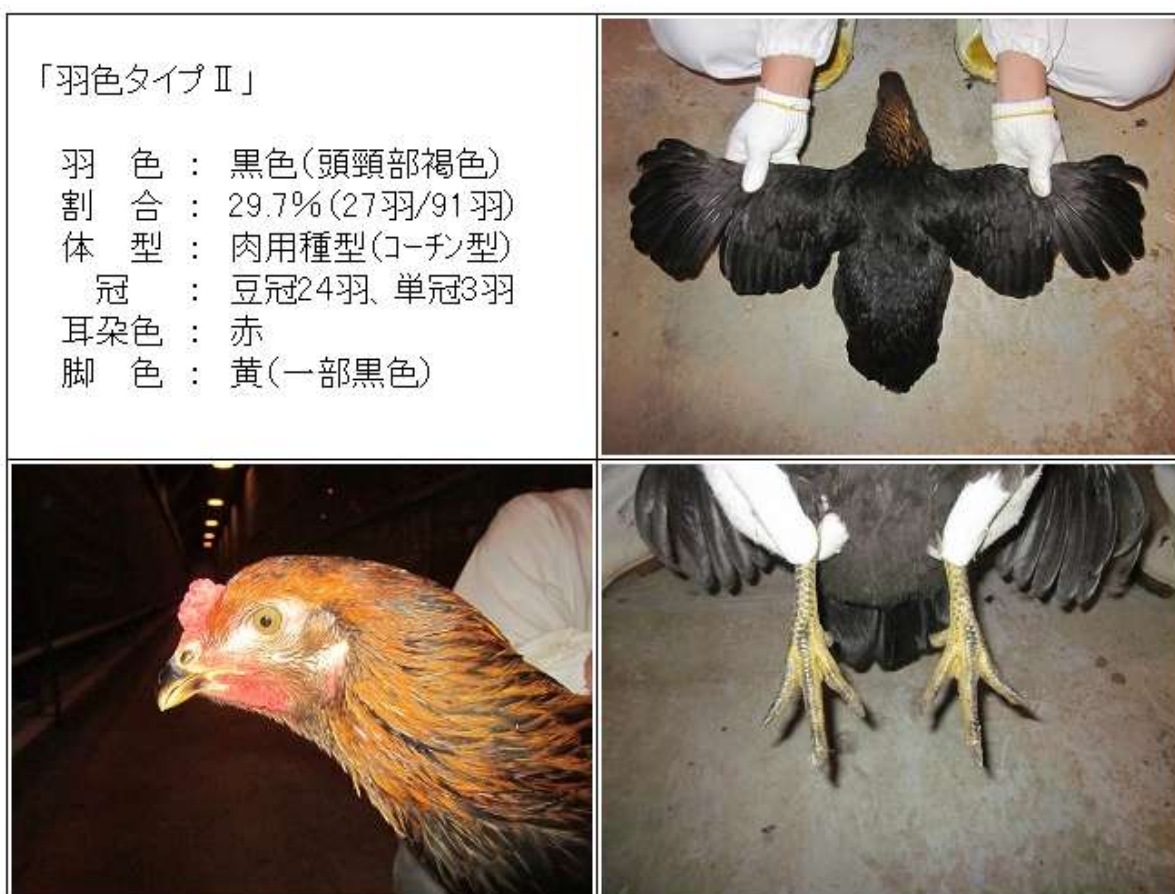 「羽色タイプⅡ」
羽 色 : 黒色(頭頸部褐色)
割 合 : 29.7%(27羽/91羽)
体 型 : 肉用種型(コーチン型)
冠 : 豆冠24羽、単冠3羽
耳朶色 : 赤
脚 色 : 黄(一部黒色)